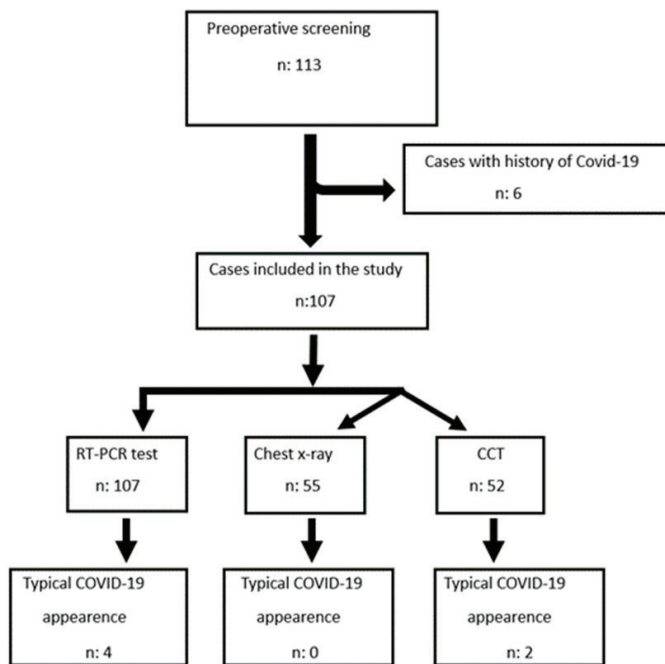 Preoperative screening
n: 113
Cases with history of Covid-19
n: 6
Cases included in the study
n:107
RT-PCR test
n: 107
Chest x-ray
n: 55
CCT
n: 52
Typical COVID-19
appearence
n: 4
Typical COVID-19
appearence
n: 0
Typical COVID-19
appearence
n: 2